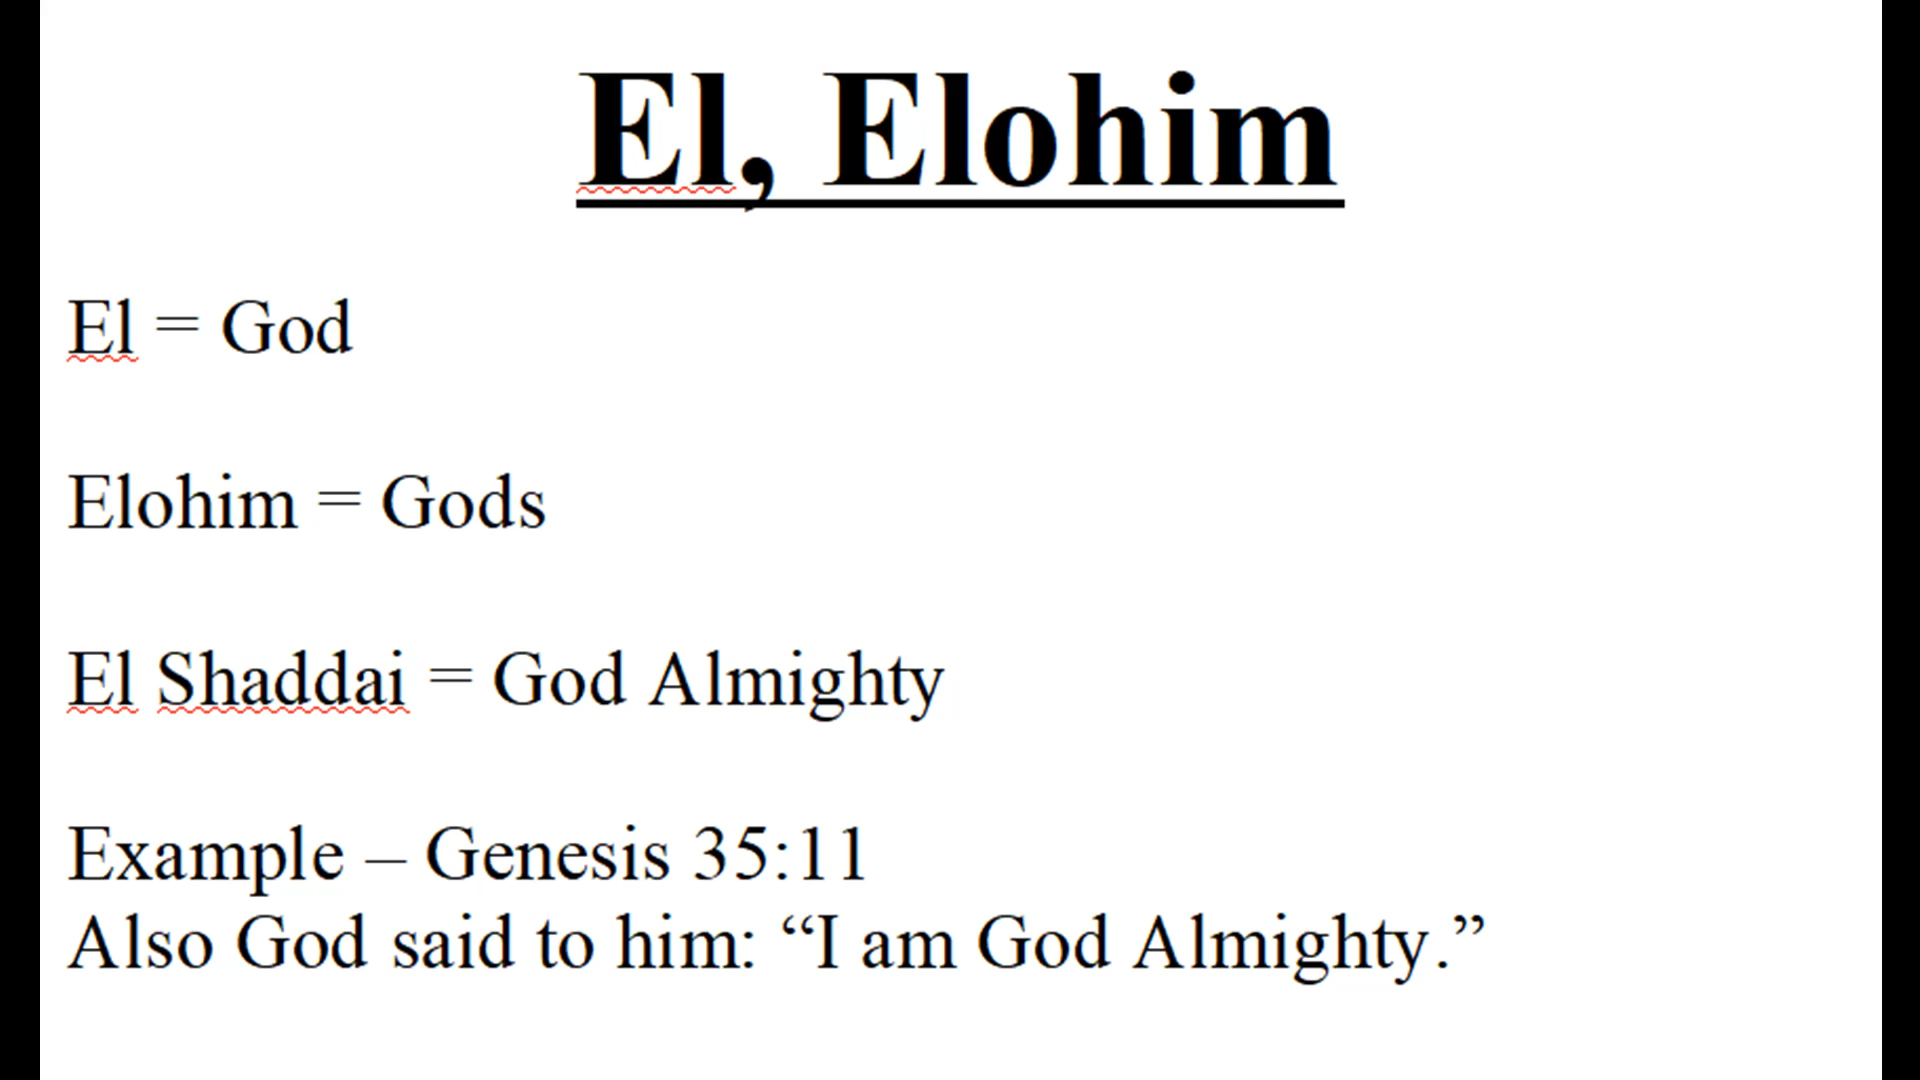 El, Elohim
El = God
Elohim = Gods
El Shaddai = God Almighty
Example – Genesis 35:11
Also God said to him: “I am God Almighty.”